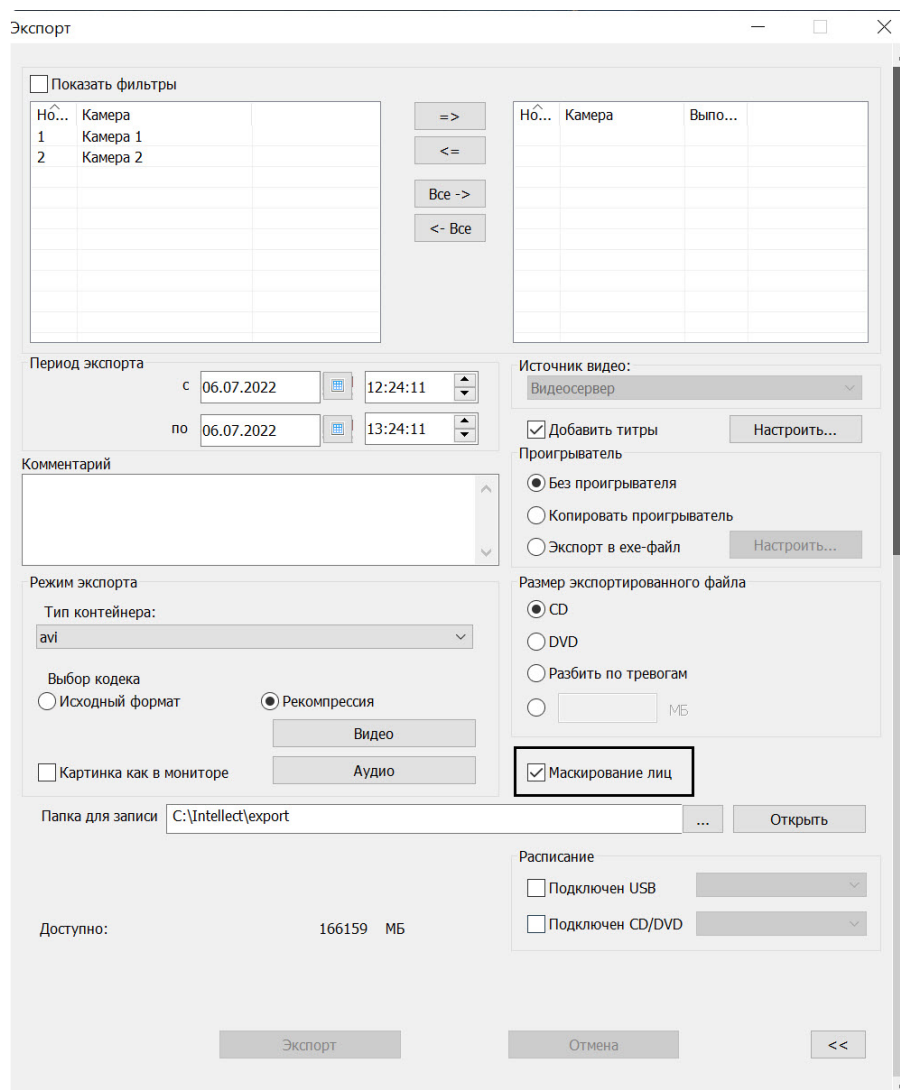 Экспорт
Показать фильтры
Но... Камера
1 Камера 1
2 Камера 2
=>
<=
Все ->
<- Все
Но... Камера Выпо...
Период экспорта
с 06.07.2022 12:24:11
по 06.07.2022 13:24:11
Источник видео:
Видеосервер
Добавить титры Настроить...
Комментарий
Проигрыватель
Без проигрывателя
Копировать проигрыватель
Экспорт в exe-файл Настроить...
Режим экспорта
Тип контейнера:
avi
Выбор кодека
Исходный формат Рекомпрессия
Видео
Картинка как в мониторе Аудио
Размер экспортированного файла
CD
DVD
Разбить по тревогам
МБ
Маскирование лиц
Папка для записи C:\Intellect\export ... Открыть
Расписание
Подключен USB
Подключен CD/DVD
Доступно: 166159 МБ
Экспорт Отмена <<